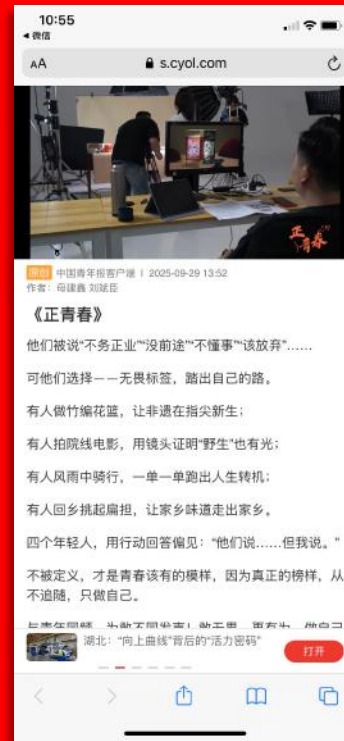 10:55
◀ 微信
AA
s.cyol.com
正青春
原创 中国青年报客户端 | 2025-09-29 13:52
作者：母建鑫 刘斌臣
《正青春》
他们被说“不务正业”“没前途”“不懂事”“该放弃”……
可他们选择——无畏标签，踏出自己的路。
有人做竹编花篮，让非遗在指尖新生；
有人拍院线电影，用镜头证明“野生”也有光；
有人风雨中骑行，一单一单跑出人生转机；
有人回乡挑起扁担，让家乡味道走出家乡。
四个年轻人，用行动回答偏见：“他们说……但我说。”
不被定义，才是青春该有的模样，因为真正的榜样，从
不追随，只做自己。
湖北：“向上曲线”背后的“活力密码”
打开